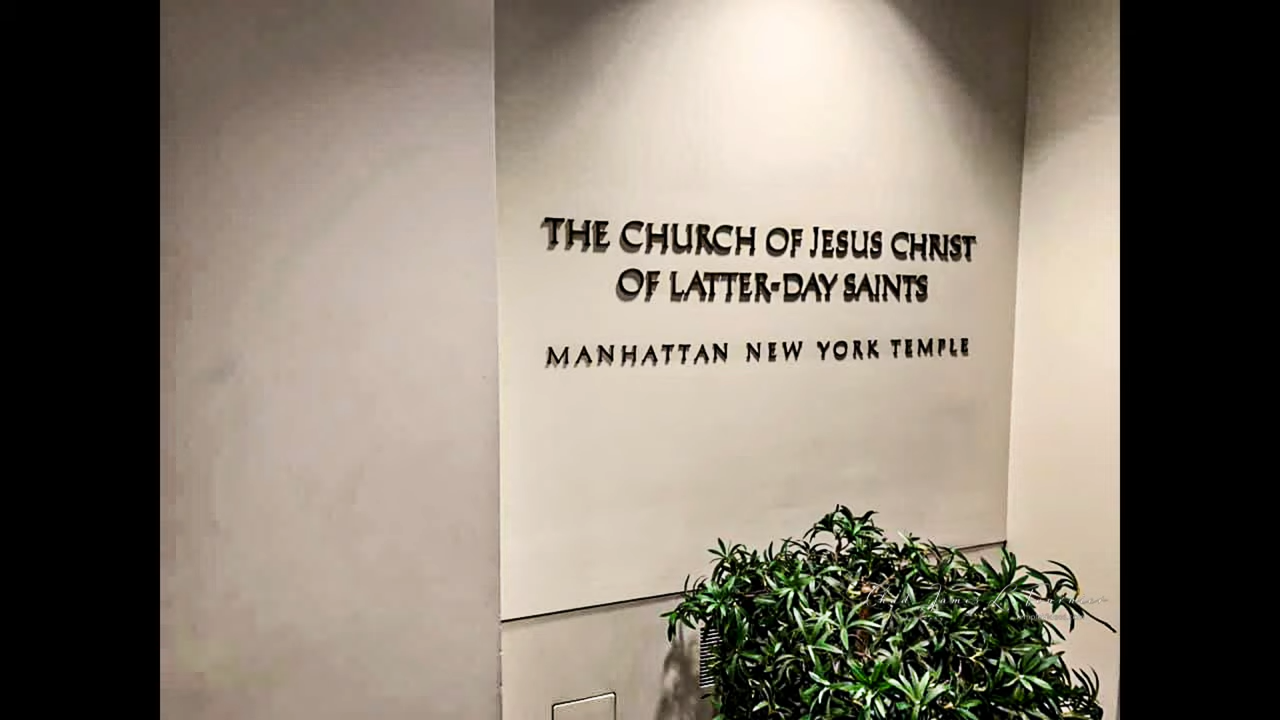 THE CHURCH OF JESUS CHRIST
OF LATTER-DAY SAINTS
MANHATTAN NEW YORK TEMPLE